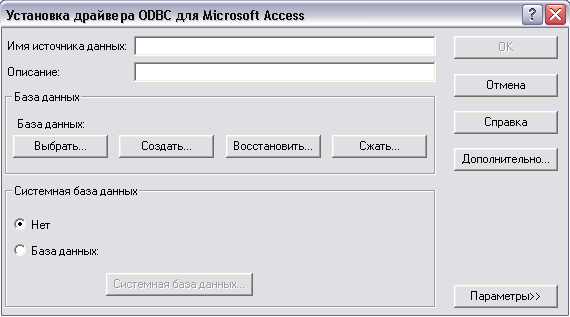 Установка драйвера ODBC для Microsoft Access
Имя источника данных:
OK
Описание:
Отмена
База данных
База данных:
Справка
Выбрать...
Создать...
Восстановить...
Сжать...
Дополнительно...
Системная база данных
Нет
База данных:
Системная база данных...
Параметры>>